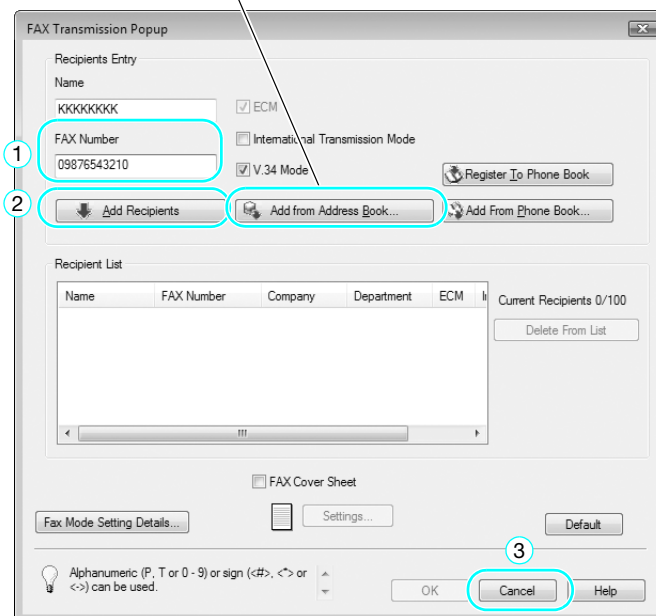 FAX Transmission Popup
Recipients Entry
Name
KKKKKKKK
ECM
1
FAX Number
International Transmission Mode
09876543210
V.34 Mode
Register To Phone Book
2
Add Recipients
Add from Address Book...
Add From Phone Book...
Recipient List
Name FAX Number Company Department ECM
Current Recipients 0/100
Delete From List
FAX Cover Sheet
Fax Mode Setting Details...
Settings...
Default
3
Alphanumeric (P, T or 0 - 9) or sign (<#>, <*> or
<-> ) can be used.
OK
Cancel
Help